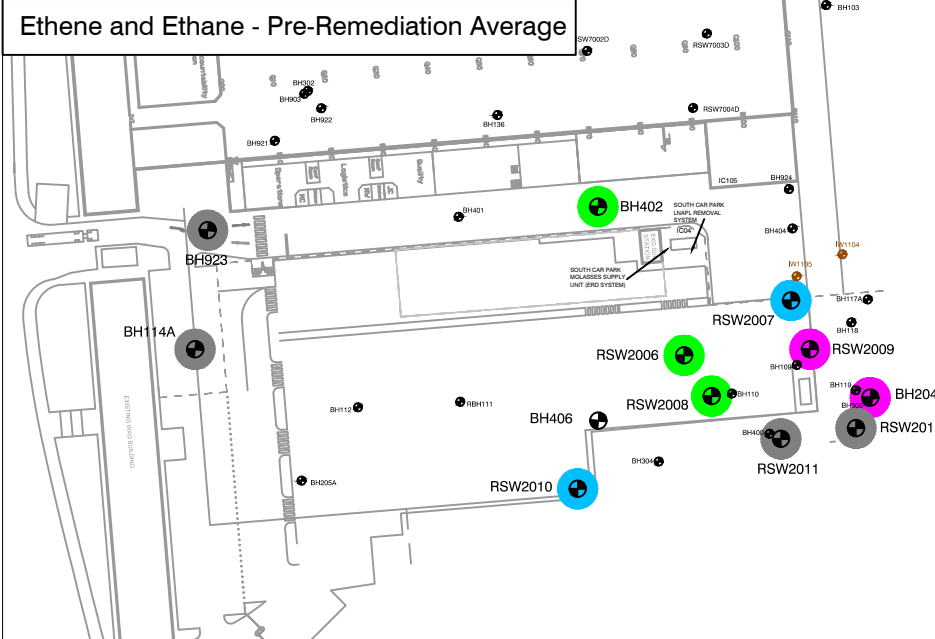 Ethene and Ethane - Pre-Remediation Average
BH103
RSW7003D
BH302
BH903
BH922
BH136
RSW7004D
BH921
Operations
Logistics
Quality
IC105
BH924
BH401
BH402
SOUTH CAR PARK
LNAPL REMOVAL
SYSTEM
IC04
BH404
BH923
IW1104
SOUTH CAR PARK
MOLASSES SUPPLY
UNIT (ERD SYSTEM)
IW1105
BH117A
RSW2007
BH118
BH114A
RSW2006
RSW2009
BH109
BH119
BH204
BH110
RSW2008
BH112
RBH111
BH406
RSW201
EXISTING WAG BUILDING
BH304
RSW2011
BH205A
RSW2010